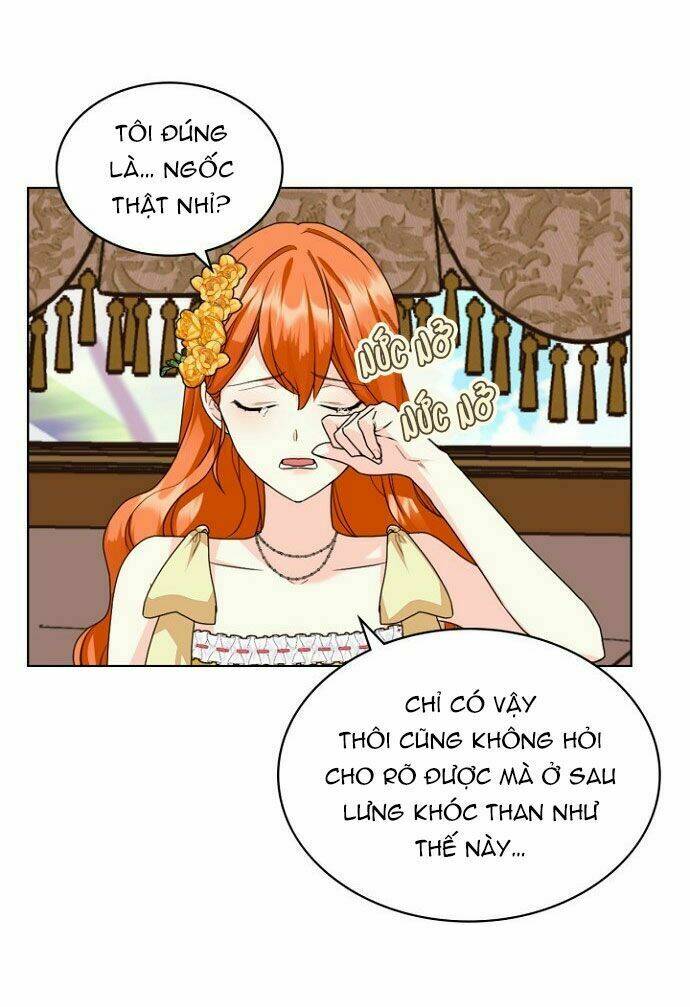 TÔI ĐÚNG
LÀ... NGỐC
THẬT NHỈ?
NỨC NỞ
NỨC NỞ
CHỈ CÓ VẬY
THÔI CŨNG KHÔNG HỎI
CHO RÕ ĐƯỢC MÀ Ở SAU
LƯNG KHÓC THAN NHƯ
THẾ NÀY...